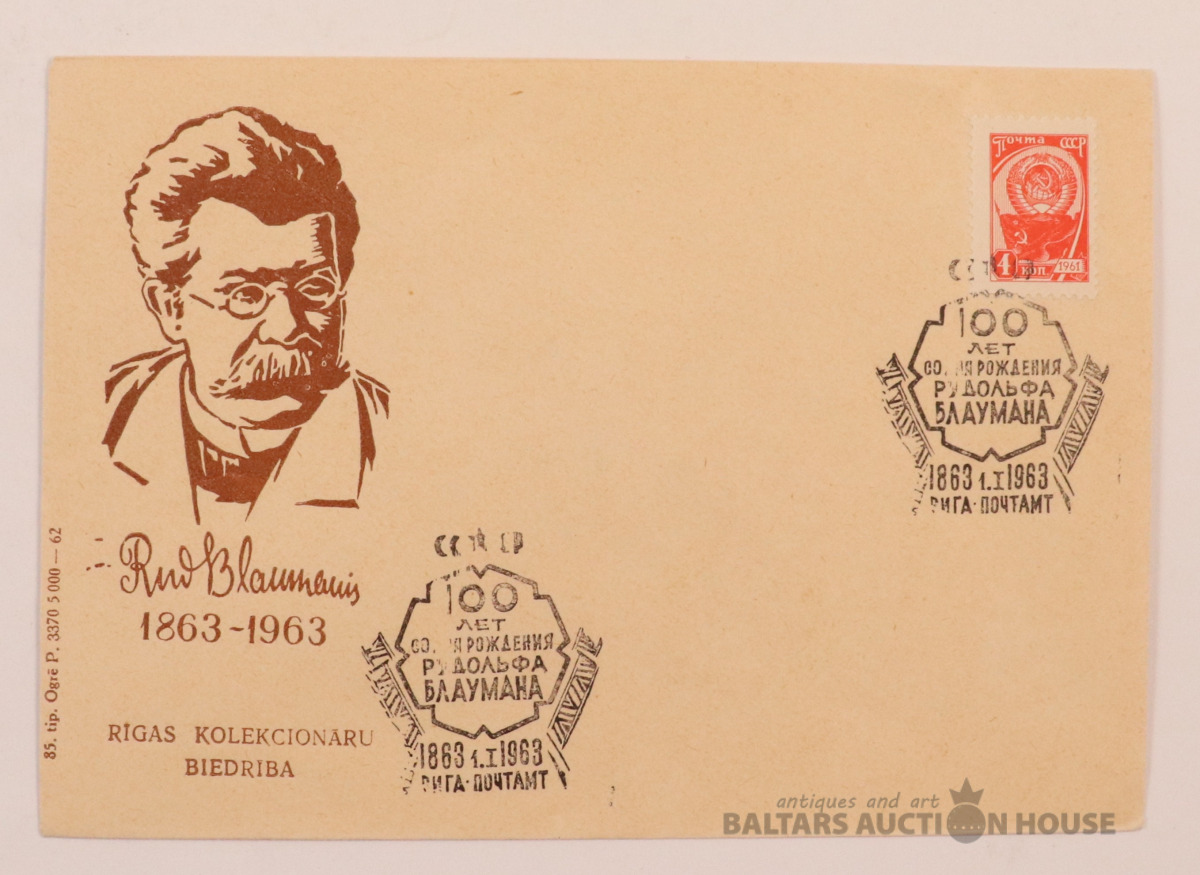 Почта СССР
4 коп. 1961
100
ЛЕТ
РОЖДЕНИЯ
РУДОЛЬФА
БЛАУМАНА
1863 1.I 1963
РИГА·ПОЧТАМТ
Rud Blaumanis
1863-1963
RĪGAS KOLEKCIONĀRU
BIEDRĪBA
85. tip. Ogrē P. 3370 5 000 — 62
100
ЛЕТ
РОЖДЕНИЯ
РУДОЛЬФА
БЛАУМАНА
1863 1.I 1963
РИГА·ПОЧТАМТ
antiques and art
BALTARS AUCTION HOUSE